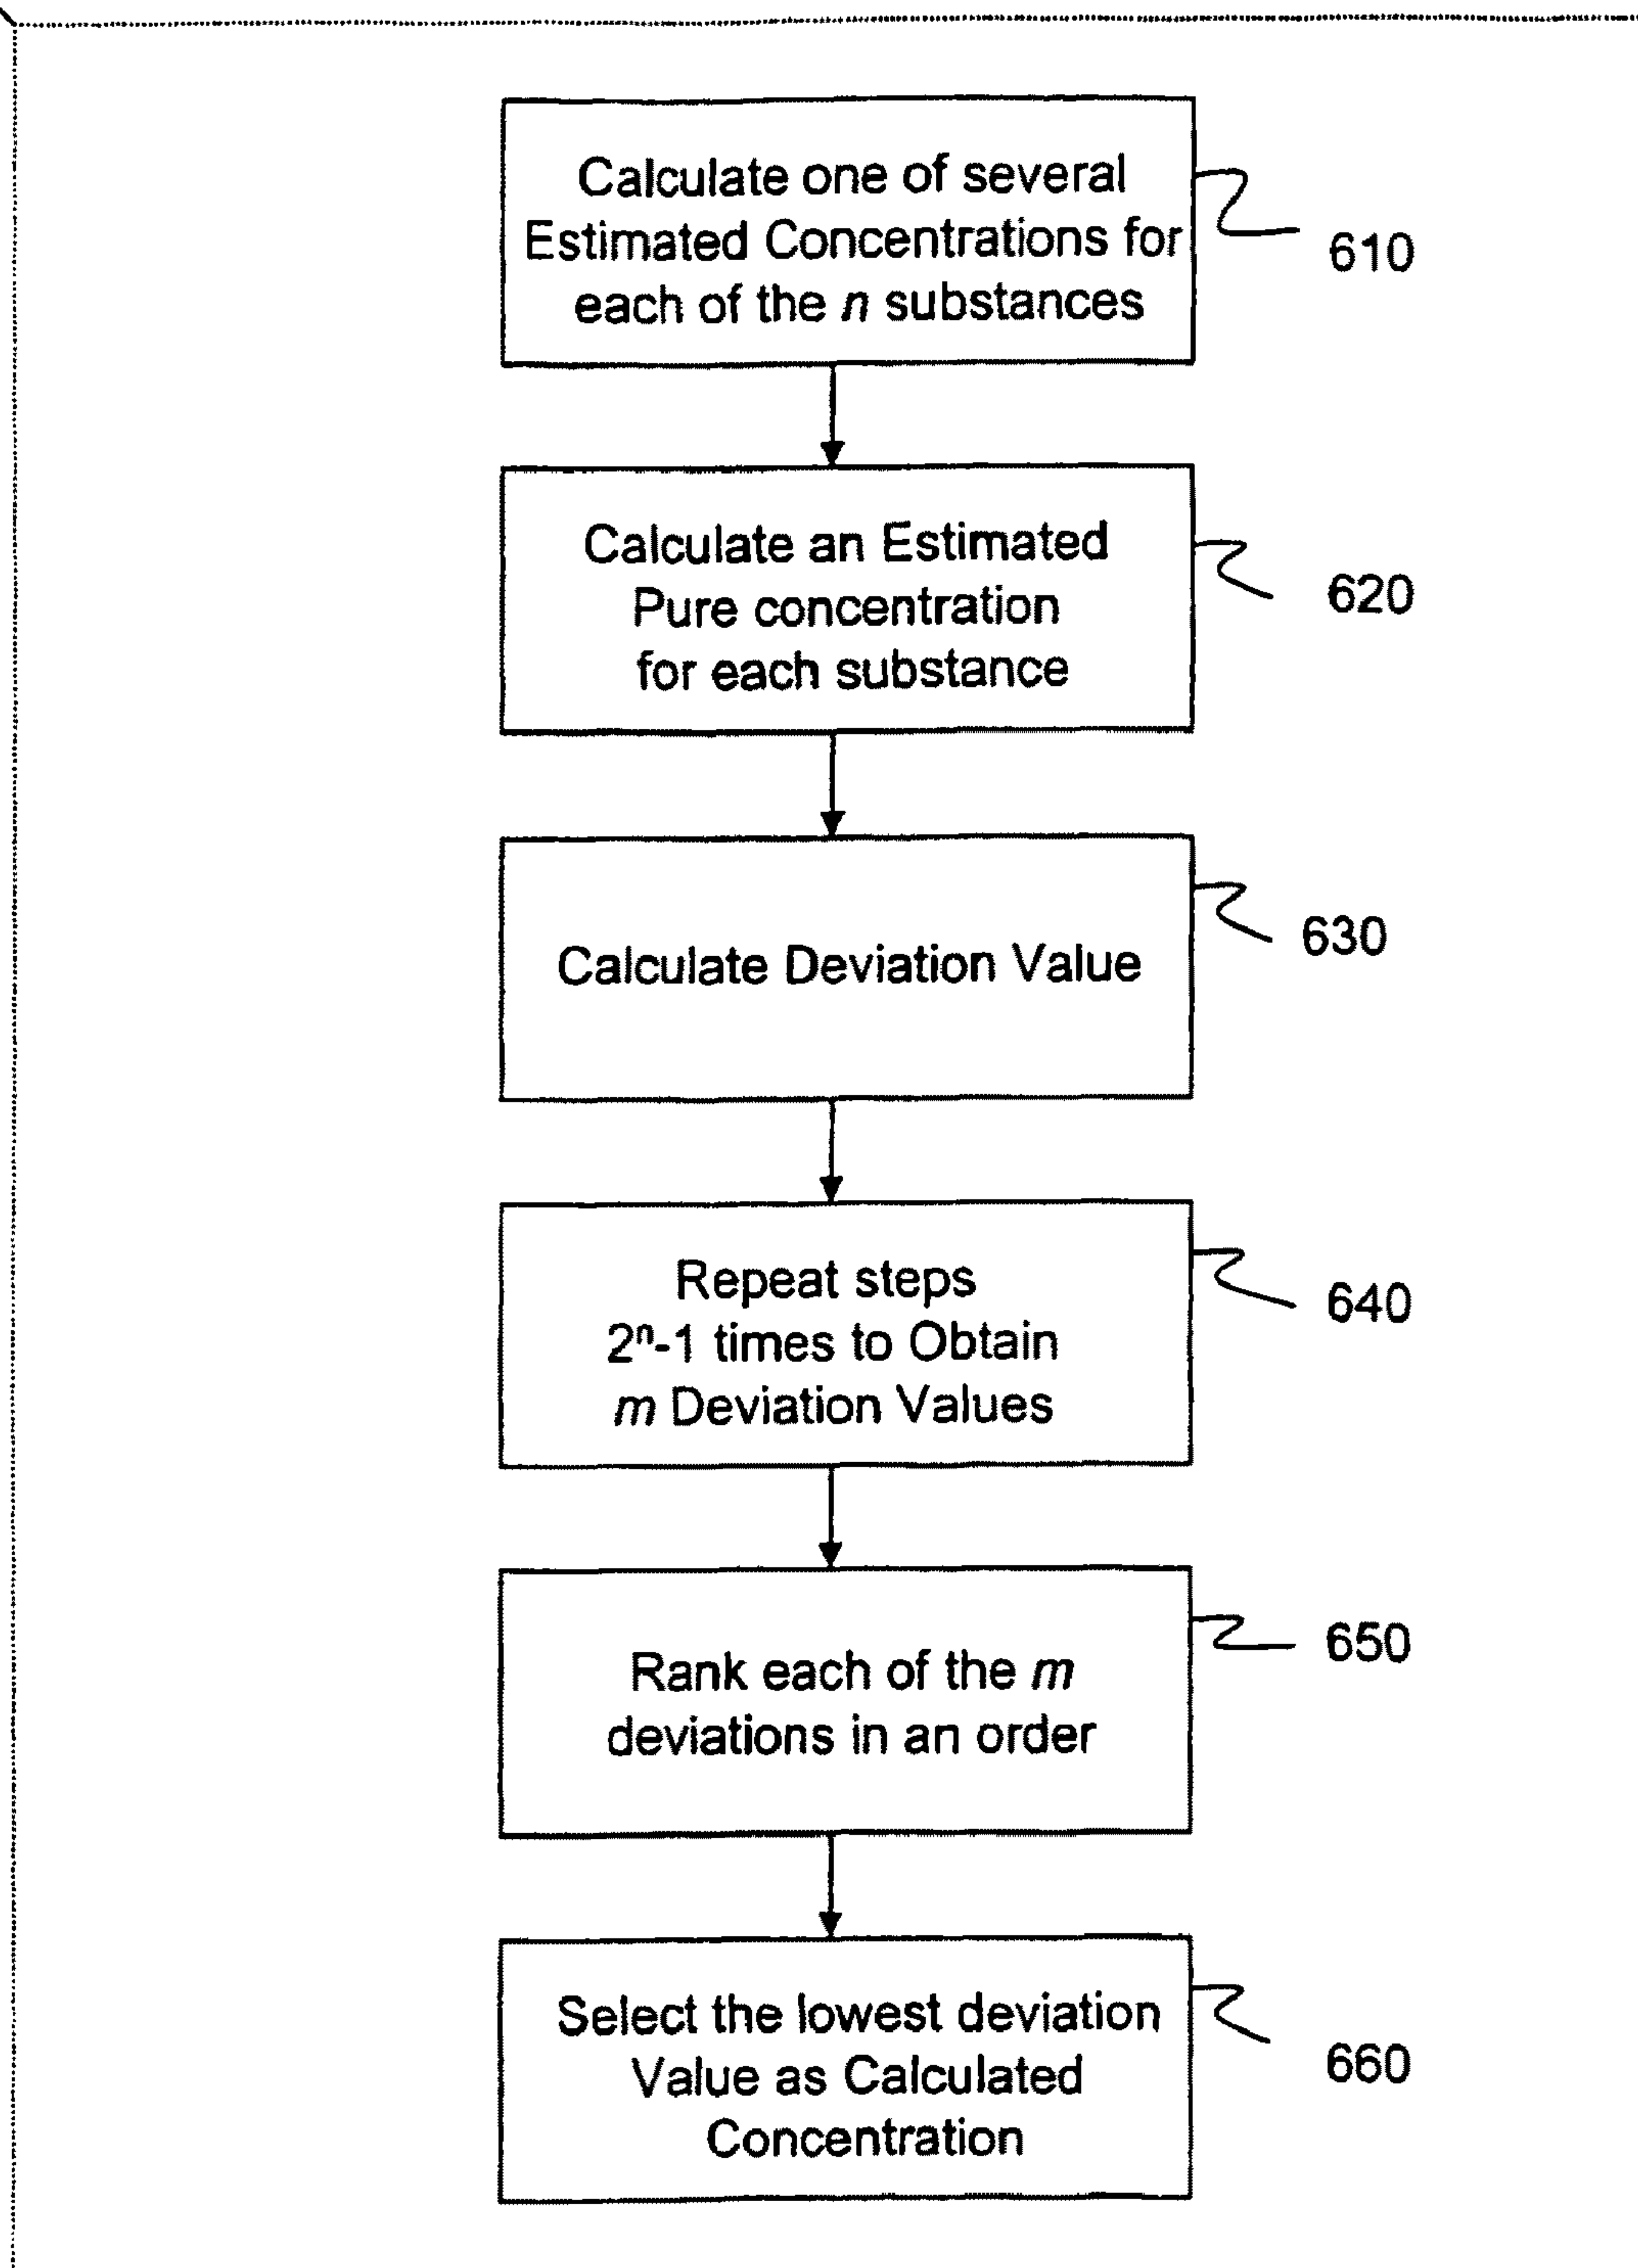 Calculate one of several
Estimated Concentrations for
each of the n substances
610
Calculate an Estimated
Pure concentration
for each substance
620
Calculate Deviation Value
630
Repeat steps
2ⁿ-1 times to Obtain
m Deviation Values
640
Rank each of the m
deviations in an order
650
Select the lowest deviation
Value as Calculated
Concentration
660